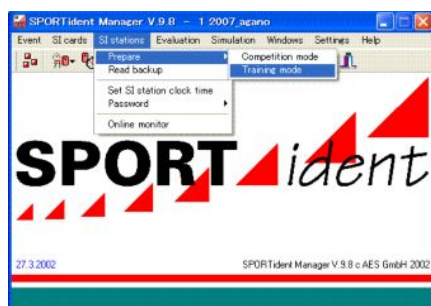 SPORTident Manager V.9.8 - 1 2007_agano
Event SI cards SI stations Evaluation Simulation Windows Settings Help
Prepare
Competition mode
Read backup
Training mode
Set SI station clock time
Password
Online monitor
SPORTident
27.3.2002
SPORTident Manager V.9.8 c AES GmbH 2002